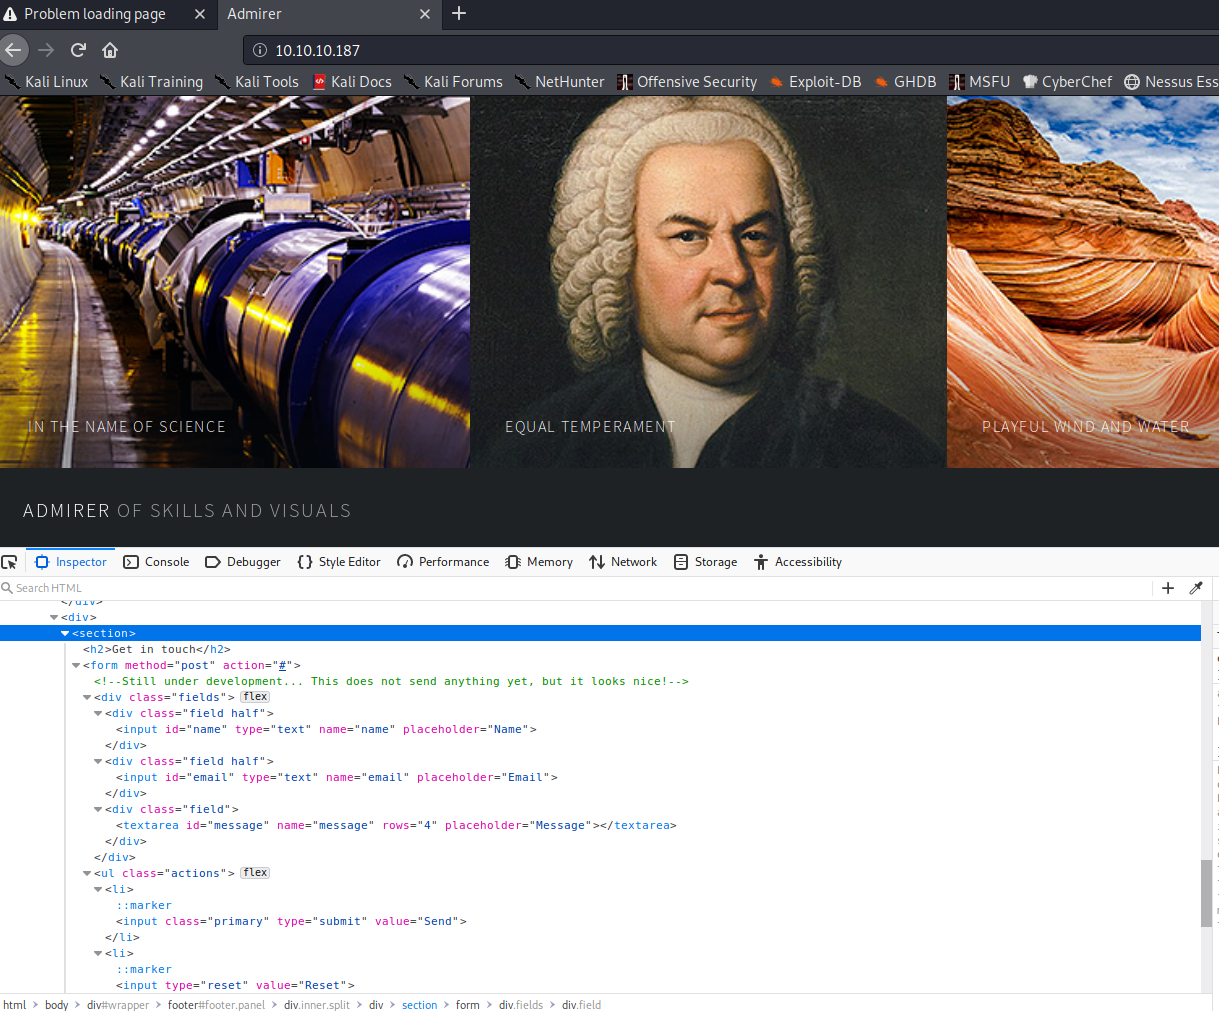 Problem loading page
Admirer
10.10.10.187
Kali Linux Kali Training Kali Tools Kali Docs Kali Forums NetHunter Offensive Security Exploit-DB GHDB MSFU CyberChef Nessus Ess
IN THE NAME OF SCIENCE
EQUAL TEMPERAMENT
PLAYFUL WIND AND WATER
ADMIRER OF SKILLS AND VISUALS
Inspector Console Debugger Style Editor Performance Memory Network Storage Accessibility
Search HTML
</div>
<div>
<section>
<h2>Get in touch</h2>
<form method="post" action="#">
<!--Still under development... This does not send anything yet, but it looks nice!-->
<div class="fields"> flex
<div class="field half">
<input id="name" type="text" name="name" placeholder="Name">
</div>
<div class="field half">
<input id="email" type="text" name="email" placeholder="Email">
</div>
<div class="field">
<textarea id="message" name="message" rows="4" placeholder="Message"></textarea>
</div>
</div>
<ul class="actions"> flex
<li>
::marker
<input class="primary" type="submit" value="Send">
</li>
<li>
::marker
<input type="reset" value="Reset">
html > body > div#wrapper > footer#footer.panel > div.inner.split > div > section > form > div.fields > div.field